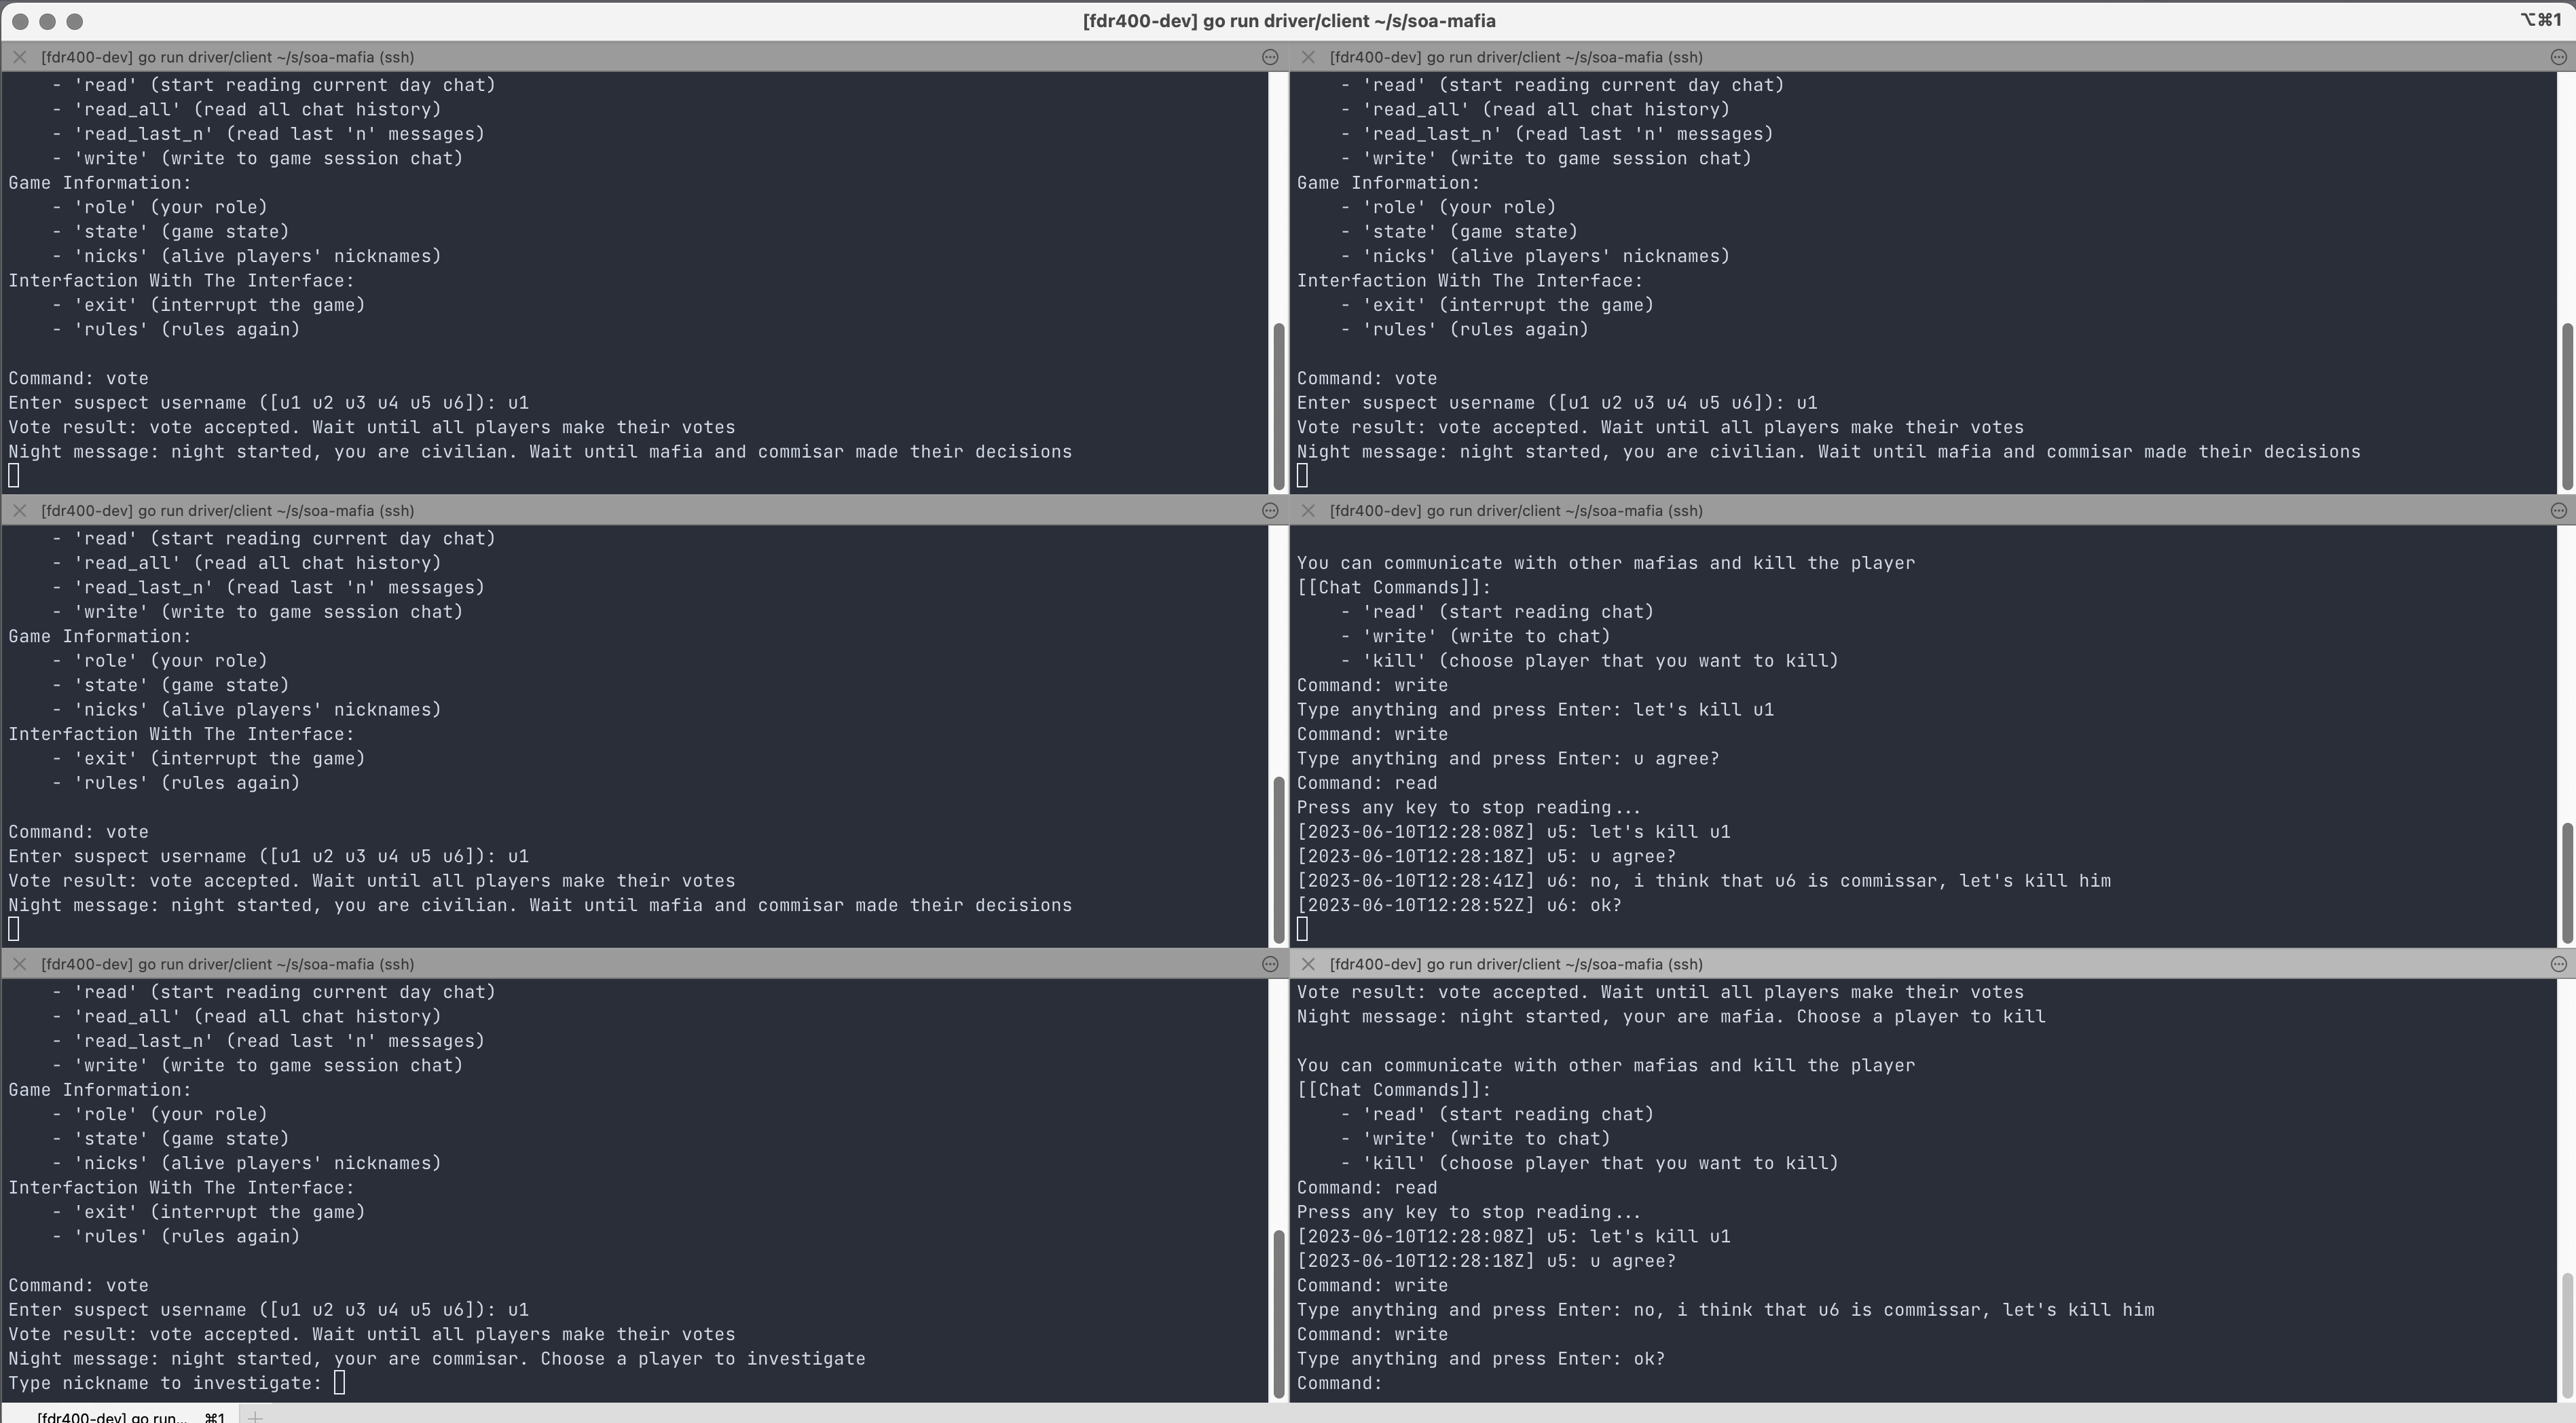 [fdr400-dev] go run driver/client ~/s/soa-mafia
⌥⌘1
[fdr400-dev] go run driver/client ~/s/soa-mafia (ssh)
- 'read' (start reading current day chat)
- 'read_all' (read all chat history)
- 'read_last_n' (read last 'n' messages)
- 'write' (write to game session chat)
Game Information:
- 'role' (your role)
- 'state' (game state)
- 'nicks' (alive players' nicknames)
Interfaction With The Interface:
- 'exit' (interrupt the game)
- 'rules' (rules again)
Command: vote
Enter suspect username ([u1 u2 u3 u4 u5 u6]): u1
Vote result: vote accepted. Wait until all players make their votes
Night message: night started, you are civilian. Wait until mafia and commisar made their decisions
[fdr400-dev] go run driver/client ~/s/soa-mafia (ssh)
- 'read' (start reading current day chat)
- 'read_all' (read all chat history)
- 'read_last_n' (read last 'n' messages)
- 'write' (write to game session chat)
Game Information:
- 'role' (your role)
- 'state' (game state)
- 'nicks' (alive players' nicknames)
Interfaction With The Interface:
- 'exit' (interrupt the game)
- 'rules' (rules again)
Command: vote
Enter suspect username ([u1 u2 u3 u4 u5 u6]): u1
Vote result: vote accepted. Wait until all players make their votes
Night message: night started, you are civilian. Wait until mafia and commisar made their decisions
[fdr400-dev] go run driver/client ~/s/soa-mafia (ssh)
- 'read' (start reading current day chat)
- 'read_all' (read all chat history)
- 'read_last_n' (read last 'n' messages)
- 'write' (write to game session chat)
Game Information:
- 'role' (your role)
- 'state' (game state)
- 'nicks' (alive players' nicknames)
Interfaction With The Interface:
- 'exit' (interrupt the game)
- 'rules' (rules again)
Command: vote
Enter suspect username ([u1 u2 u3 u4 u5 u6]): u1
Vote result: vote accepted. Wait until all players make their votes
Night message: night started, you are civilian. Wait until mafia and commisar made their decisions
[fdr400-dev] go run driver/client ~/s/soa-mafia (ssh)
You can communicate with other mafias and kill the player
[[Chat Commands]]:
- 'read' (start reading chat)
- 'write' (write to chat)
- 'kill' (choose player that you want to kill)
Command: write
Type anything and press Enter: let's kill u1
Command: write
Type anything and press Enter: u agree?
Command: read
Press any key to stop reading...
[2023-06-10T12:28:08Z] u5: let's kill u1
[2023-06-10T12:28:18Z] u5: u agree?
[2023-06-10T12:28:41Z] u6: no, i think that u6 is commissar, let's kill him
[2023-06-10T12:28:52Z] u6: ok?
[fdr400-dev] go run driver/client ~/s/soa-mafia (ssh)
- 'read' (start reading current day chat)
- 'read_all' (read all chat history)
- 'read_last_n' (read last 'n' messages)
- 'write' (write to game session chat)
Game Information:
- 'role' (your role)
- 'state' (game state)
- 'nicks' (alive players' nicknames)
Interfaction With The Interface:
- 'exit' (interrupt the game)
- 'rules' (rules again)
Command: vote
Enter suspect username ([u1 u2 u3 u4 u5 u6]): u1
Vote result: vote accepted. Wait until all players make their votes
Night message: night started, your are commisar. Choose a player to investigate
Type nickname to investigate:
[fdr400-dev] go run driver/client ~/s/soa-mafia (ssh)
Vote result: vote accepted. Wait until all players make their votes
Night message: night started, your are mafia. Choose a player to kill
You can communicate with other mafias and kill the player
[[Chat Commands]]:
- 'read' (start reading chat)
- 'write' (write to chat)
- 'kill' (choose player that you want to kill)
Command: read
Press any key to stop reading...
[2023-06-10T12:28:08Z] u5: let's kill u1
[2023-06-10T12:28:18Z] u5: u agree?
Command: write
Type anything and press Enter: no, i think that u6 is commissar, let's kill him
Command: write
Type anything and press Enter: ok?
Command:
[fdr400-dev] go run... ⌘1